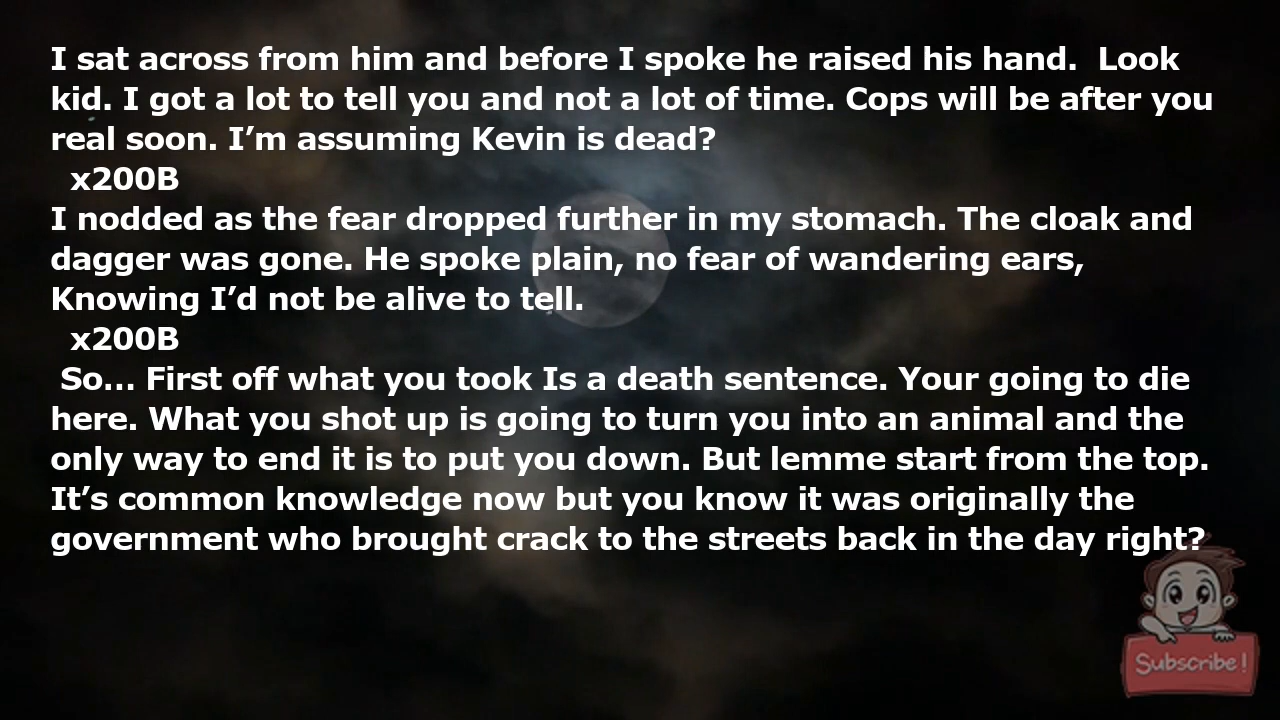 I sat across from him and before I spoke he raised his hand.  Look
kid. I got a lot to tell you and not a lot of time. Cops will be after you
real soon. I’m assuming Kevin is dead?
x200B
I nodded as the fear dropped further in my stomach. The cloak and
dagger was gone. He spoke plain, no fear of wandering ears,
Knowing I’d not be alive to tell.
x200B
So... First off what you took Is a death sentence. Your going to die
here. What you shot up is going to turn you into an animal and the
only way to end it is to put you down. But lemme start from the top.
It’s common knowledge now but you know it was originally the
government who brought crack to the streets back in the day right?
Subscribe!